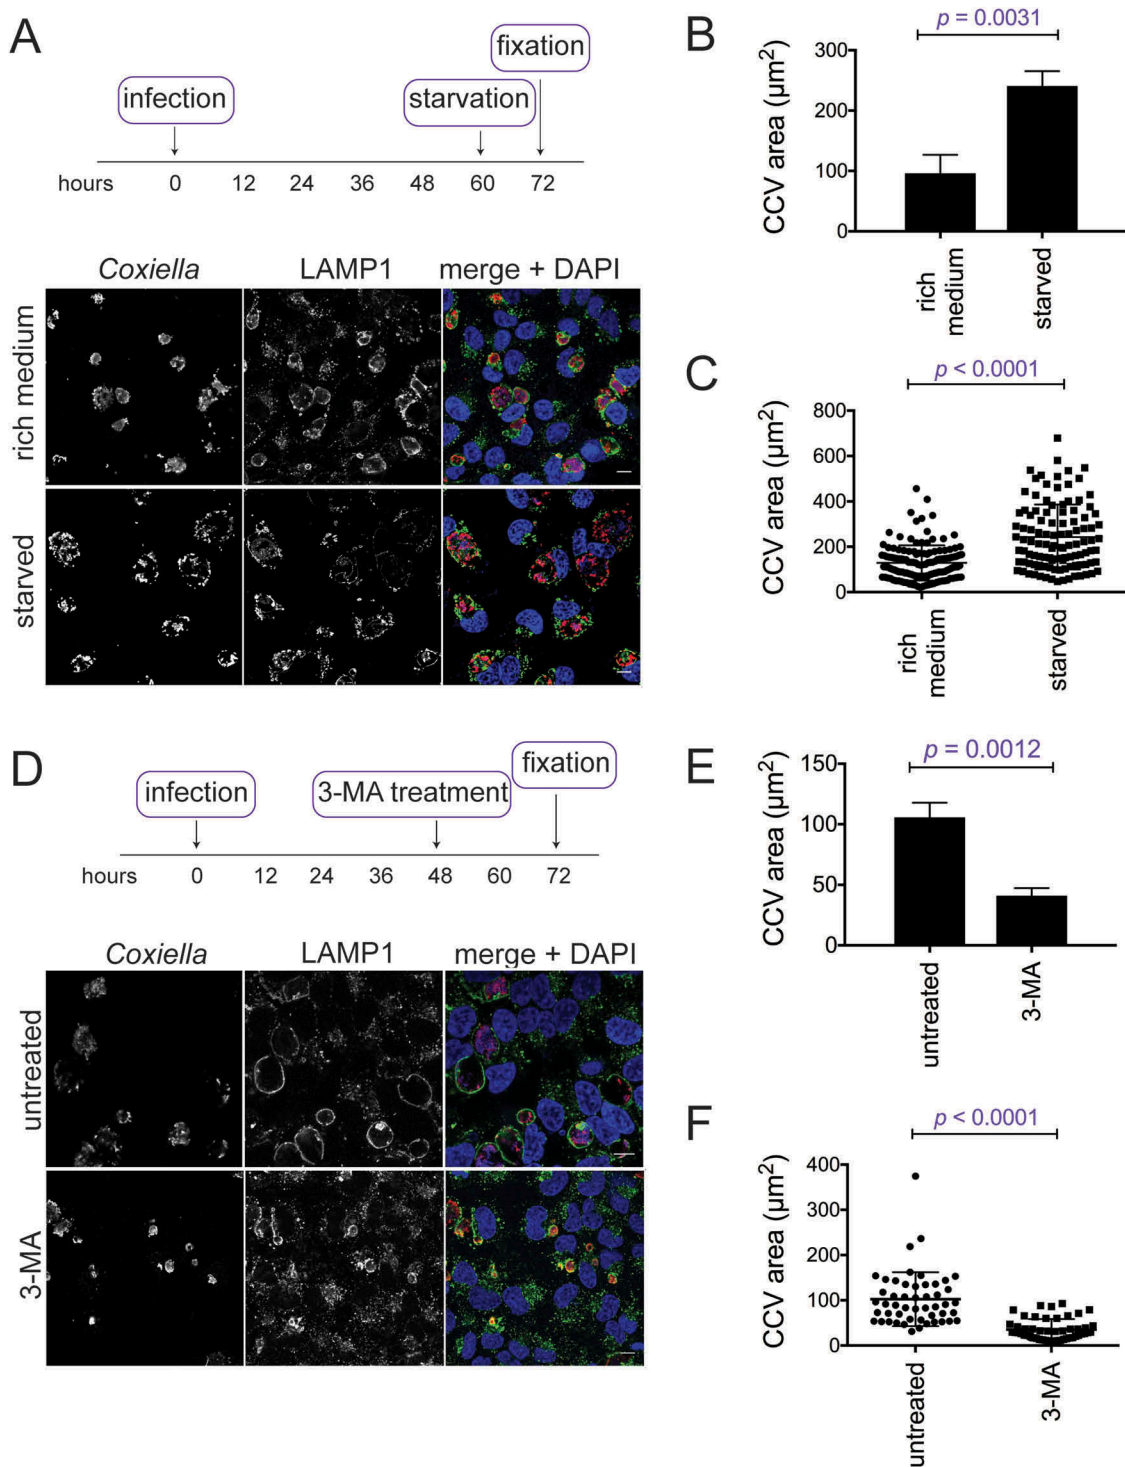 A
fixation
infection
starvation
hours 0 12 24 36 48 60 72
Coxiella LAMP1 merge + DAPI
rich medium
starved
B
p = 0.0031
CCV area (µm²)
300
200
100
0
rich
medium
starved
C
p < 0.0001
CCV area (µm²)
800
600
400
200
0
rich
medium
starved
D
fixation
infection
3-MA treatment
hours 0 12 24 36 48 60 72
Coxiella LAMP1 merge + DAPI
untreated
3-MA
E
p = 0.0012
CCV area (µm²)
150
100
50
0
untreated
3-MA
F
p < 0.0001
CCV area (µm²)
400
300
200
100
0
untreated
3-MA